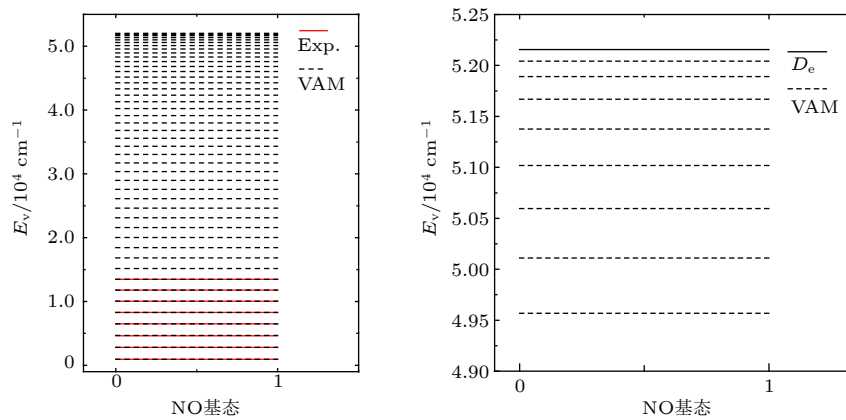 5.0
4.0
3.0
2.0
1.0
0
E_v/10^4 cm^−1
0
1
NO基态
Exp.
VAM
5.25
5.20
5.15
5.10
5.05
5.00
4.95
4.90
E_v/10^4 cm^−1
0
1
NO基态
D_e
VAM